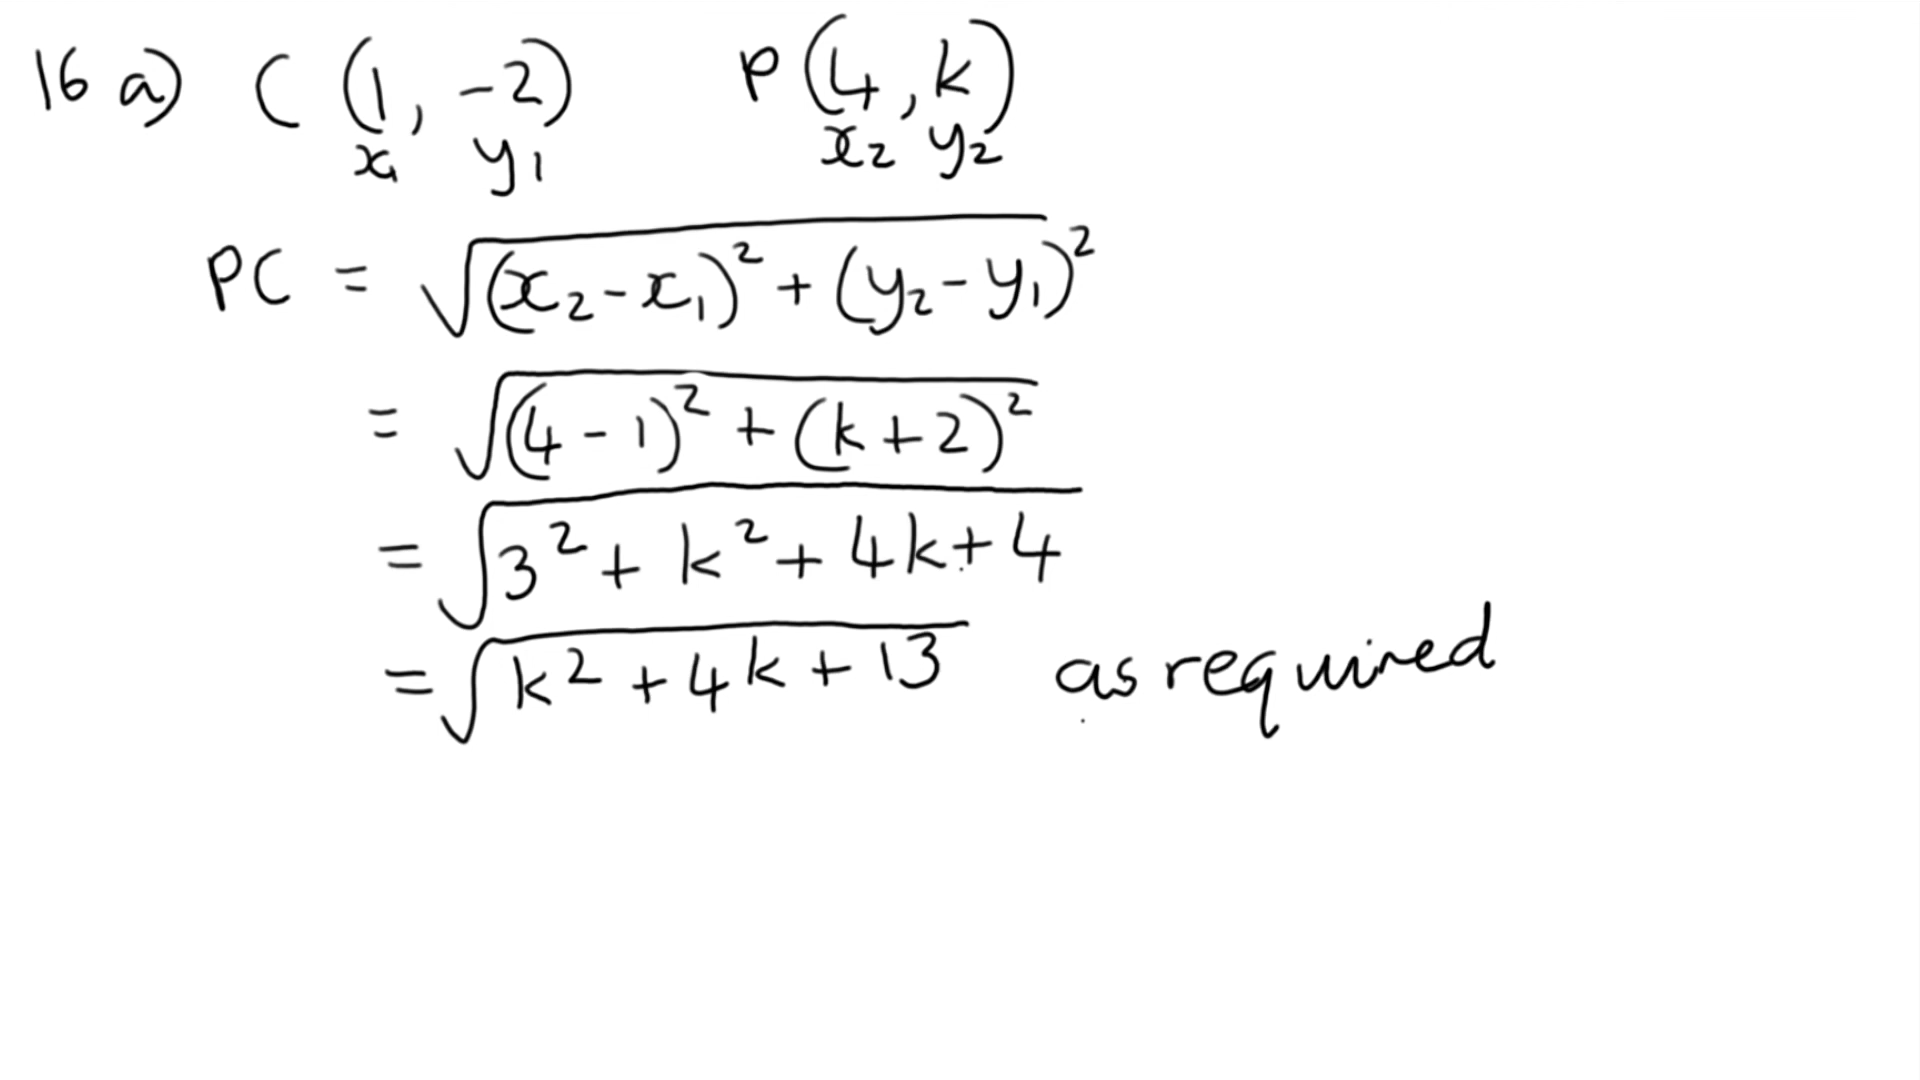 16 a) C (1, -2) P (4, k)
x₁ y₁ x₂ y₂
PC = √(x₂ - x₁)² + (y₂ - y₁)²
= √(4 - 1)² + (k + 2)²
= √3² + k² + 4k + 4
= √k² + 4k + 13 as required